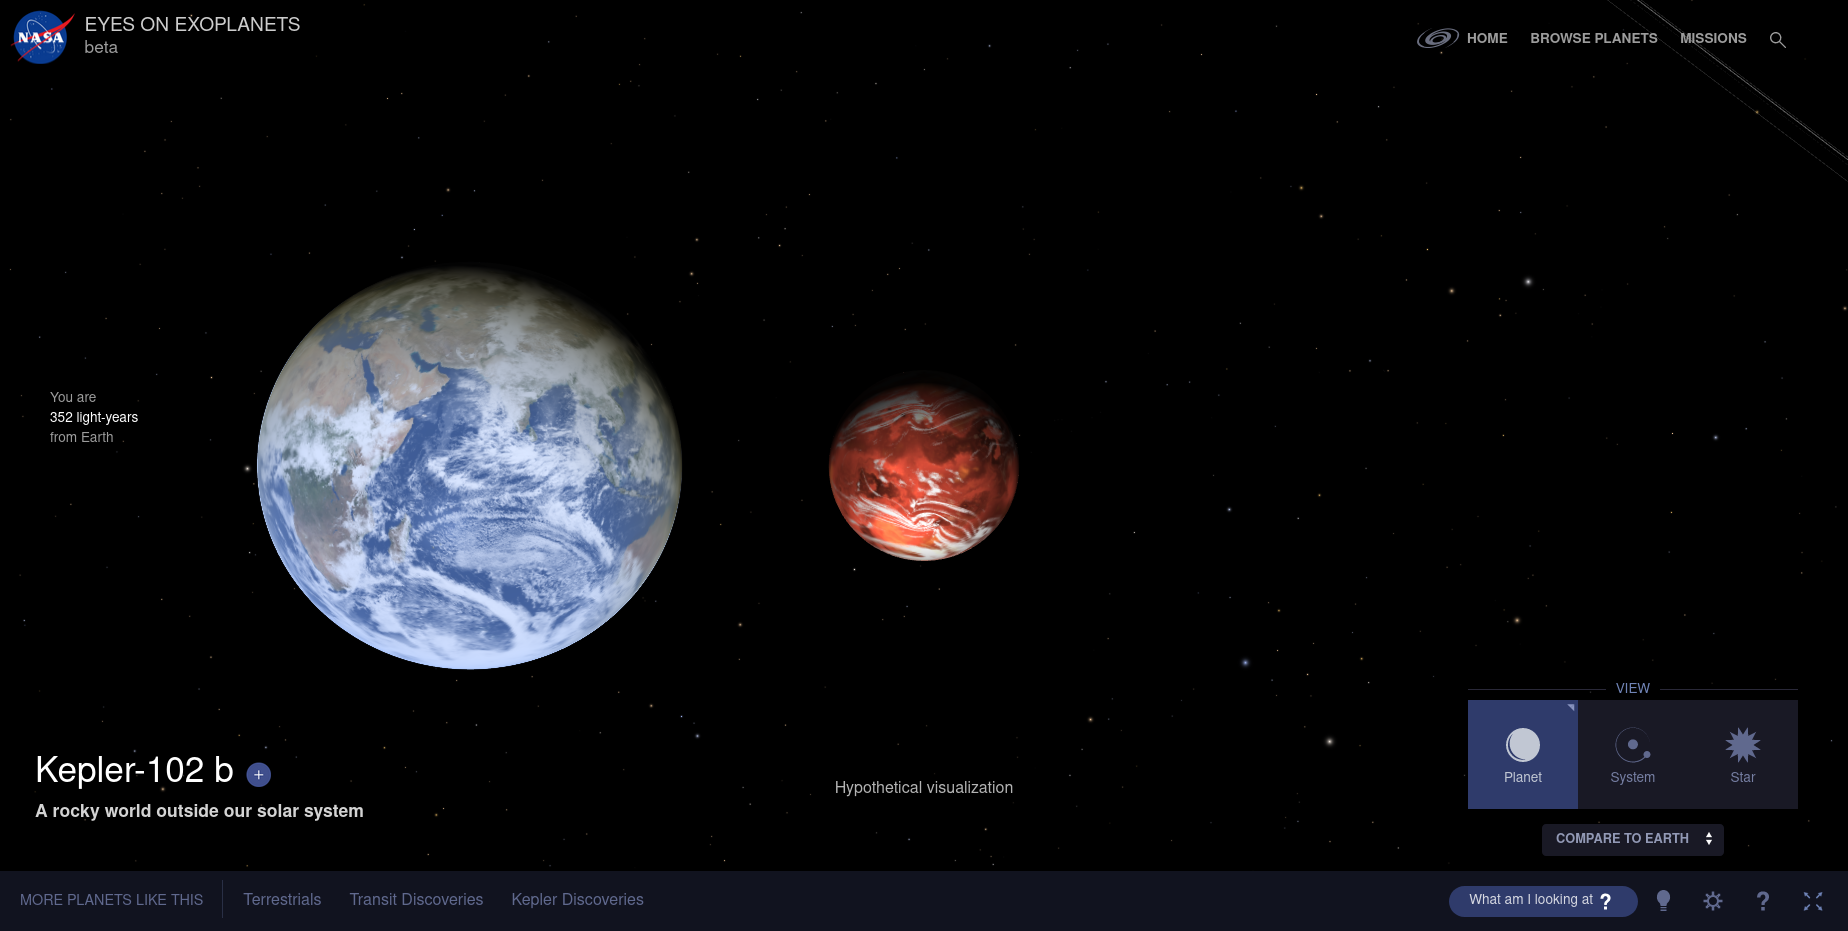 NASA
EYES ON EXOPLANETS
beta
HOME BROWSE PLANETS MISSIONS
You are
352 light-years
from Earth
Kepler-102 b +
A rocky world outside our solar system
Hypothetical visualization
VIEW
Planet System Star
COMPARE TO EARTH
MORE PLANETS LIKE THIS Terrestrials Transit Discoveries Kepler Discoveries
What am I looking at ? ?